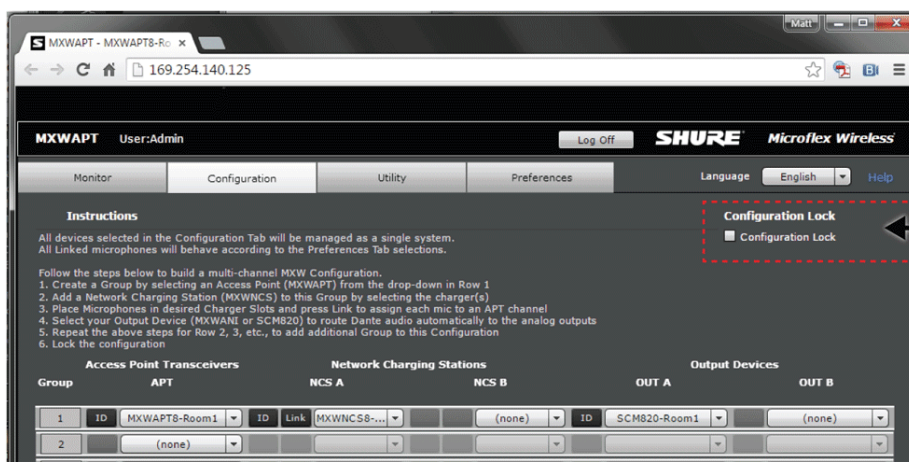 Matt
MXWAPT - MXWAPT8-Ro
169.254.140.125
MXWAPT User:Admin Log Off SHURE Microflex Wireless
Monitor Configuration Utility Preferences Language English Help
Instructions Configuration Lock
All devices selected in the Configuration Tab will be managed as a single system. Configuration Lock
All Linked microphones will behave according to the Preferences Tab selections.
Follow the steps below to build a multi-channel MXW Configuration.
1. Create a Group by selecting an Access Point (MXWAPT) from the drop-down in Row 1
2. Add a Network Charging Station (MXWNCS) to this Group by selecting the charger(s)
3. Place Microphones in desired Charger Slots and press Link to assign each mic to an APT channel
4. Select your Output Device (MXWANI or SCM820) to route Dante audio automatically to the analog outputs
5. Repeat the above steps for Row 2, 3, etc., to add additional Group to this Configuration
6. Lock the configuration
Access Point Transceivers Network Charging Stations Output Devices
Group APT NCS A NCS B OUT A OUT B
1 ID MXWAPT8-Room1 ID Link MXWNCS8-... (none) ID SCM820-Room1 (none)
2 (none)